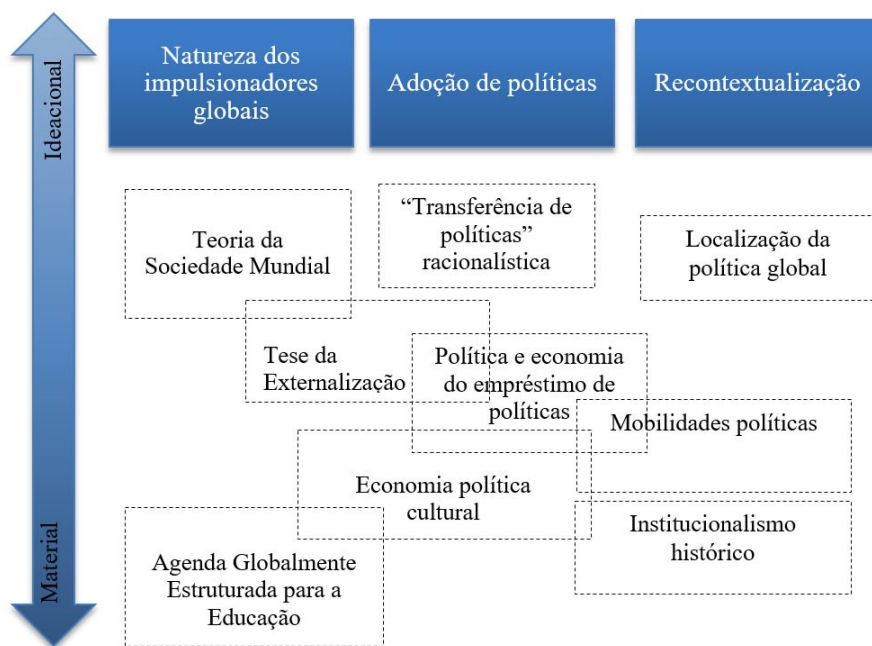 Ideacional
Material
Natureza dos
impulsionadores
globais
Adoção de políticas
Recontextualização
Teoria da
Sociedade Mundial
“Transferência de
políticas”
racionalística
Localização da
política global
Tese da
Externalização
Política e economia
do empréstimo de
políticas
Mobilidades políticas
Economia política
cultural
Institucionalismo
histórico
Agenda Globalmente
Estruturada para a
Educação